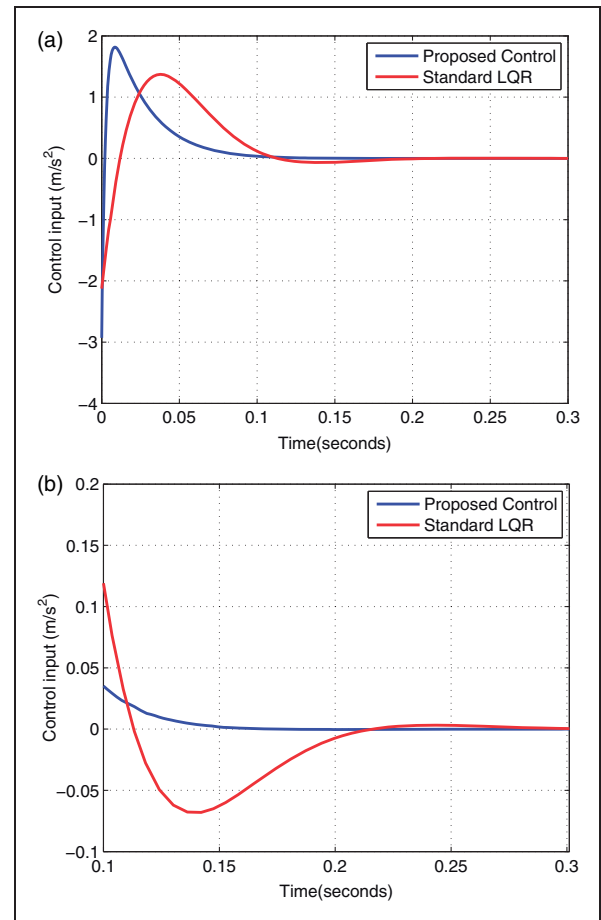 (a)
2
1
0
−1
−2
−3
−4
Control input (m/s²)
Proposed Control
Standard LQR
0 0.05 0.1 0.15 0.2 0.25 0.3
Time(seconds)
(b)
0.2
0.15
0.1
0.05
0
−0.05
−0.1
Control input (m/s²)
Proposed Control
Standard LQR
0.1 0.15 0.2 0.25 0.3
Time(seconds)